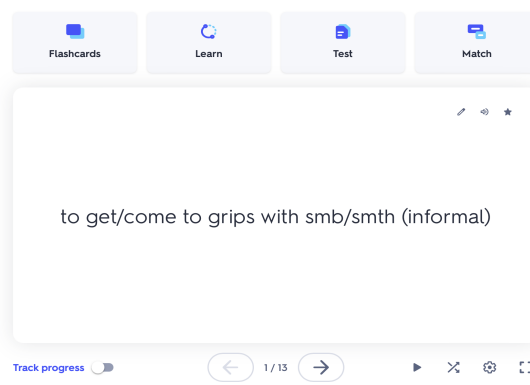 Flashcards
Learn
Test
Match
to get/come to grips with smb/smth (informal)
Track progress
1 / 13